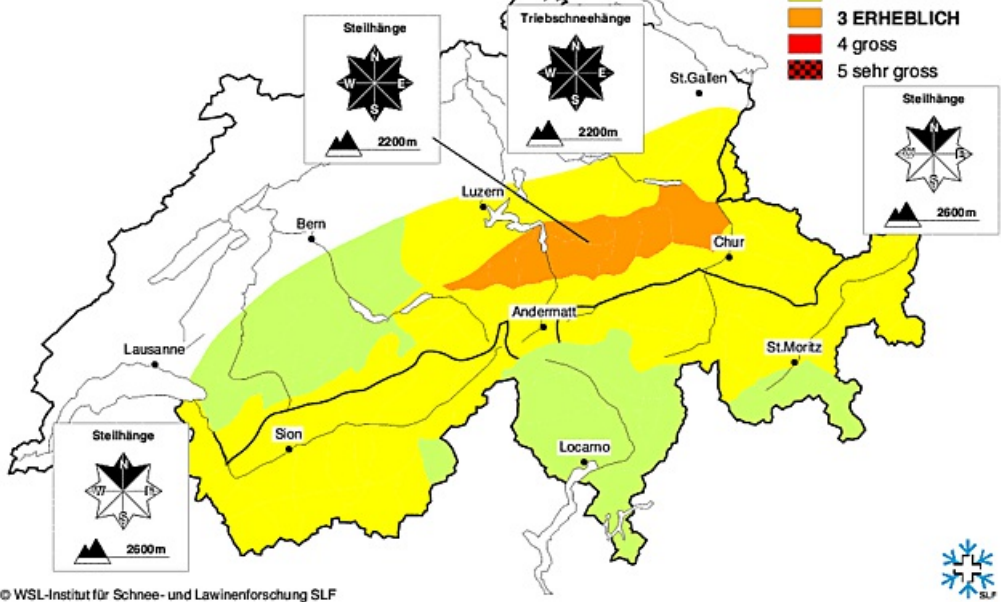 3 ERHEBLICH
4 gross
5 sehr gross
Steilhänge
N
W E
S
2200m
Triebschneehänge
N
W E
S
2200m
St.Gallen
Steilhänge
N
W E
S
2600m
Luzern
Bern
Chur
Andermatt
St.Moritz
Lausanne
Sion
Locarno
Steilhänge
N
W E
S
2600m
© WSL-Institut für Schnee- und Lawinenforschung SLF
SLF